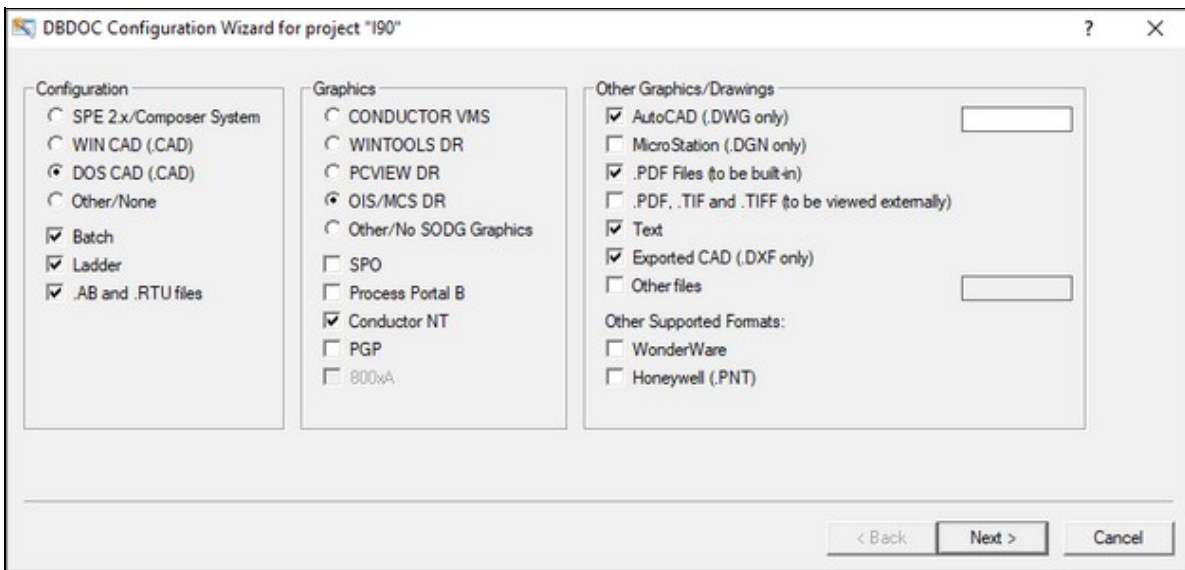 DBDOC Configuration Wizard for project "I90"
?
Configuration
SPE 2.x/Composer System
WIN CAD (.CAD)
DOS CAD (.CAD)
Other/None
Batch
Ladder
.AB and .RTU files
Graphics
CONDUCTOR VMS
WINTOOLS DR
PCVIEW DR
OIS/MCS DR
Other/No SODG Graphics
SPO
Process Portal B
Conductor NT
PGP
800xA
Other Graphics/Drawings
AutoCAD (.DWG only)
MicroStation (.DGN only)
.PDF Files (to be built-in)
.PDF, .TIF and .TIFF (to be viewed externally)
Text
Exported CAD (.DXF only)
Other files
Other Supported Formats:
WonderWare
Honeywell (.PNT)
< Back
Next >
Cancel